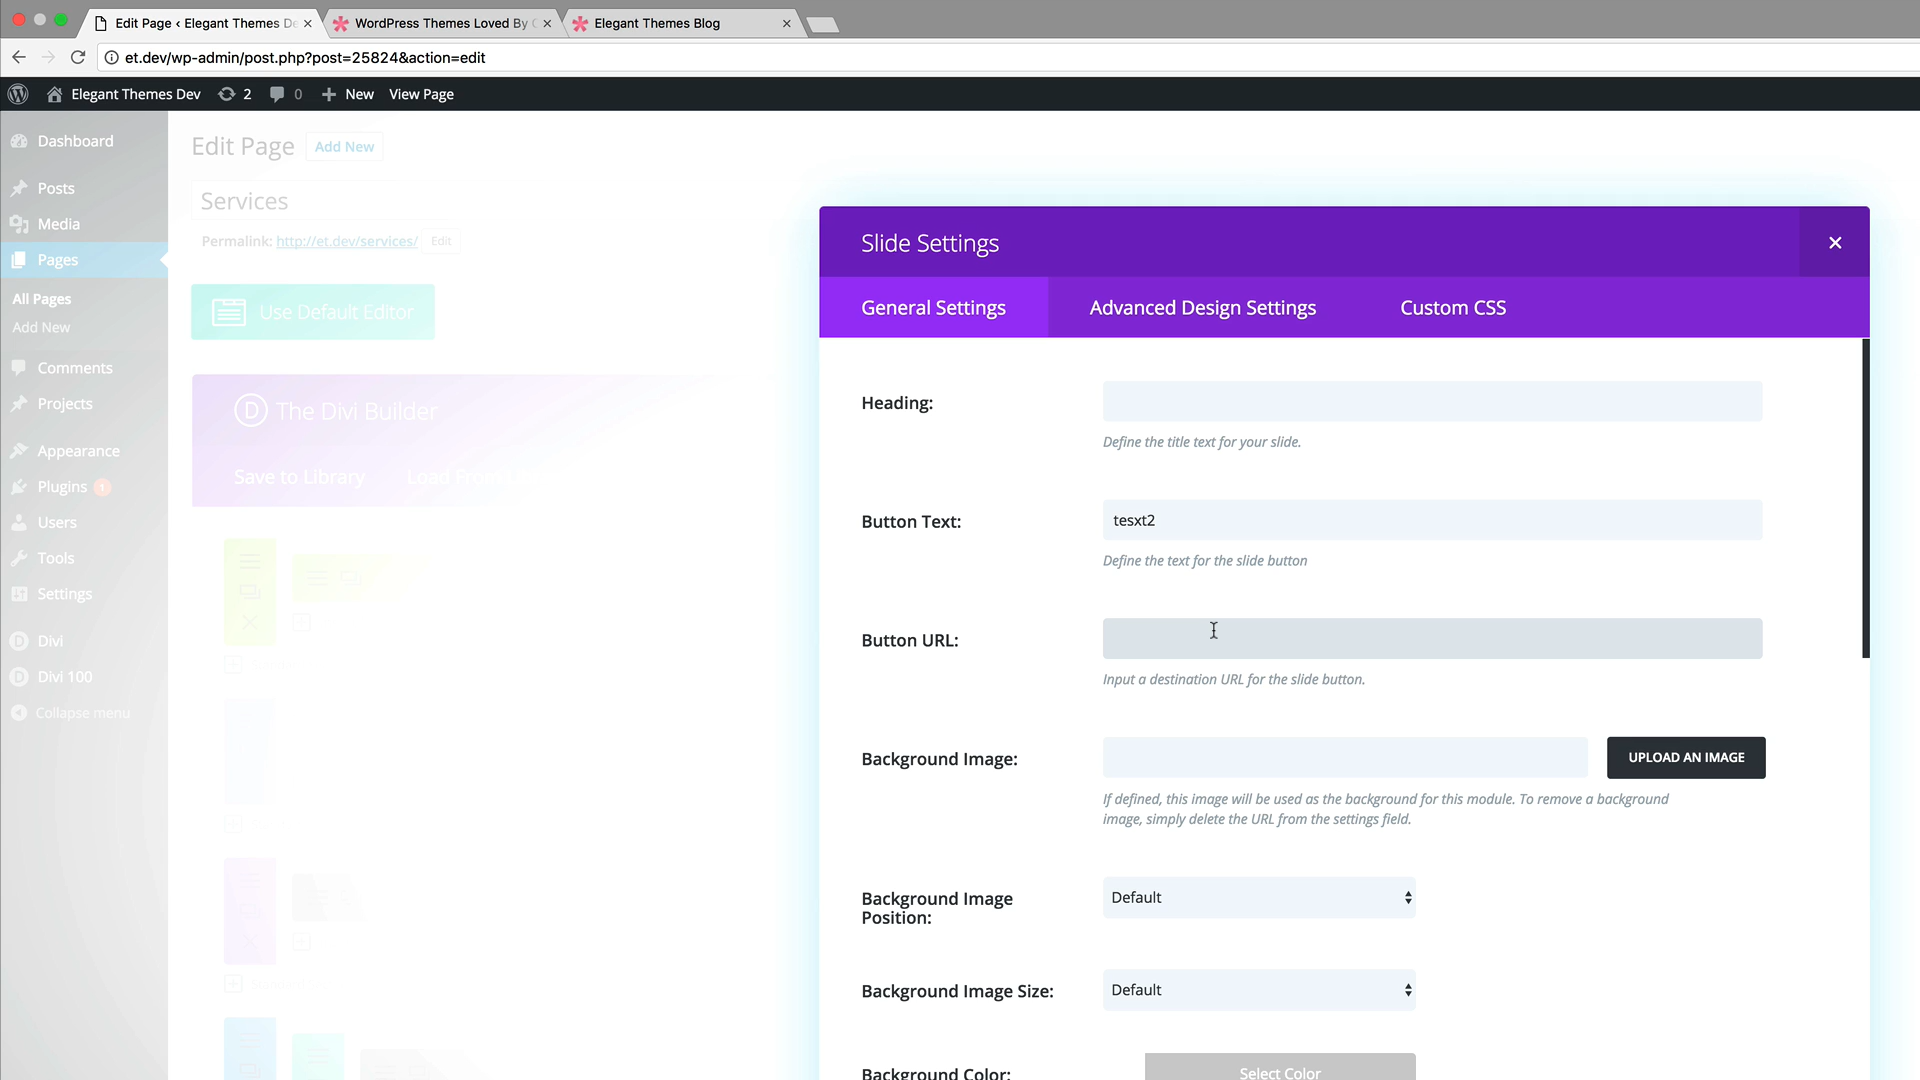 Edit Page ‹ Elegant Themes De
WordPress Themes Loved By
Elegant Themes Blog
et.dev/wp-admin/post.php?post=25824&action=edit
Elegant Themes Dev
2
0
New
View Page
Dashboard
Posts
Media
Pages
All Pages
Add New
Comments
Projects
Appearance
Plugins 1
Users
Tools
Settings
Divi
Divi 100
Collapse menu
Edit Page
Add New
Services
Permalink: http://et.dev/services/
Edit
Use Default Editor
The Divi Builder
Save to Library
Load From
Slide Settings
General Settings
Advanced Design Settings
Custom CSS
Heading:
Define the title text for your slide.
Button Text:
tesxt2
Define the text for the slide button
Button URL:
Input a destination URL for the slide button.
Background Image:
UPLOAD AN IMAGE
If defined, this image will be used as the background for this module. To remove a background
image, simply delete the URL from the settings field.
Background Image
Position:
Default
Background Image Size:
Default
Background Color:
Select Color